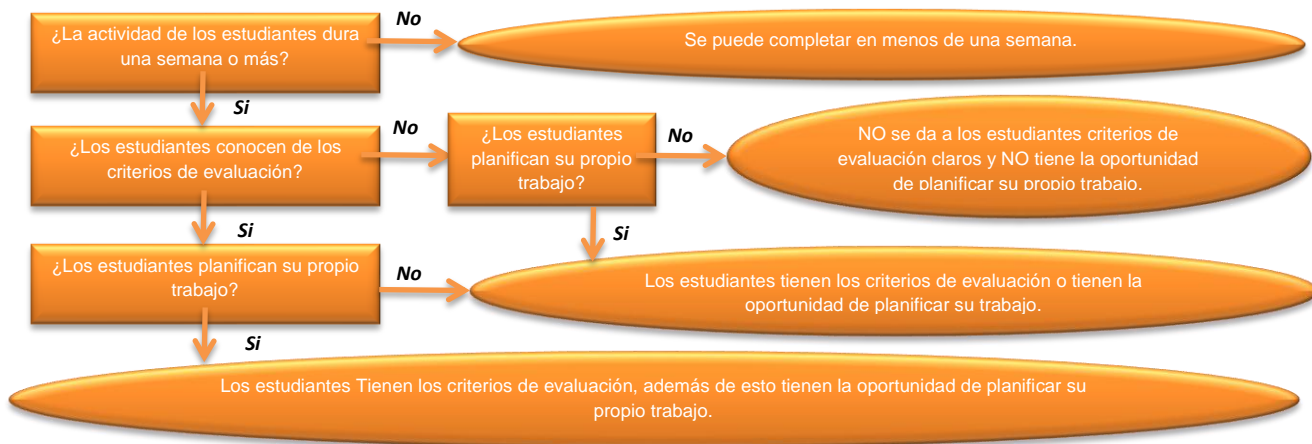 ¿La actividad de los estudiantes dura
una semana o más?
No
Se puede completar en menos de una semana.
Si
¿Los estudiantes conocen de los
criterios de evaluación?
No
¿Los estudiantes
planifican su propio
trabajo?
No
NO se da a los estudiantes criterios de
evaluación claros y NO tiene la oportunidad
de planificar su propio trabajo.
Si
Si
¿Los estudiantes planifican su propio
trabajo?
No
Los estudiantes tienen los criterios de evaluación o tienen la
oportunidad de planificar su trabajo.
Si
Los estudiantes Tienen los criterios de evaluación, además de esto tienen la oportunidad de planificar su
propio trabajo.